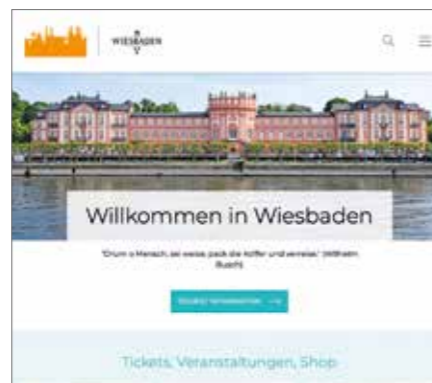 WIESBADEN
Willkommen in Wiesbaden
"Drum o Mensch, sei weise, pack die Koffer und verreise." (Wilhelm
Busch)
Tickets, Veranstaltungen, Shop